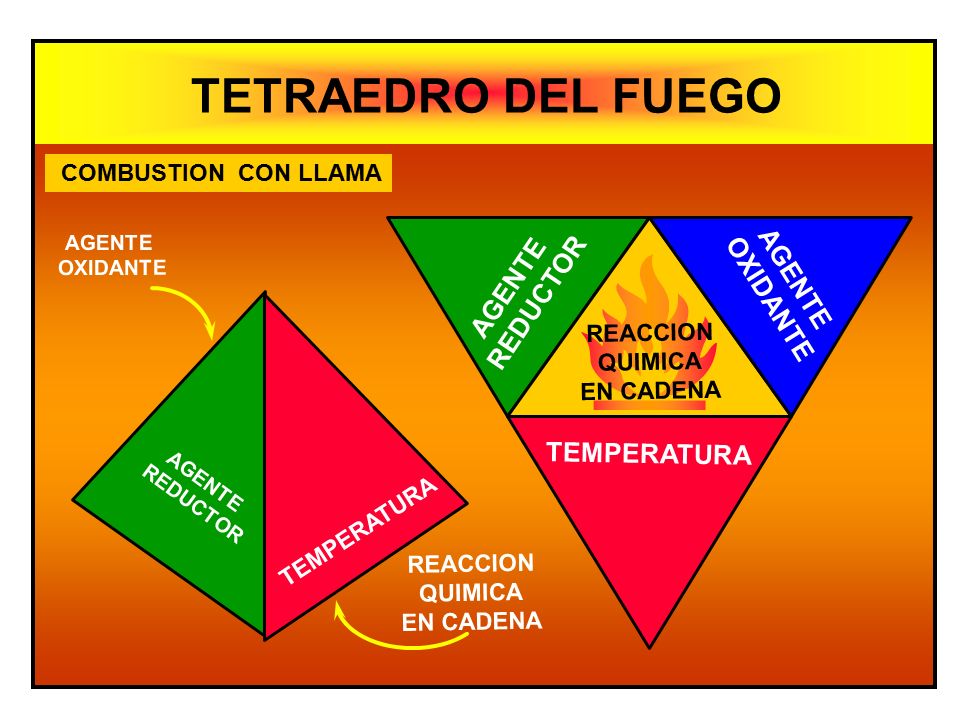 TETRAEDRO DEL FUEGO
COMBUSTION CON LLAMA
AGENTE
OXIDANTE
AGENTE
REDUCTOR
TEMPERATURA
REACCION
QUIMICA
EN CADENA
AGENTE
REDUCTOR
REACCION
QUIMICA
EN CADENA
AGENTE
OXIDANTE
TEMPERATURA